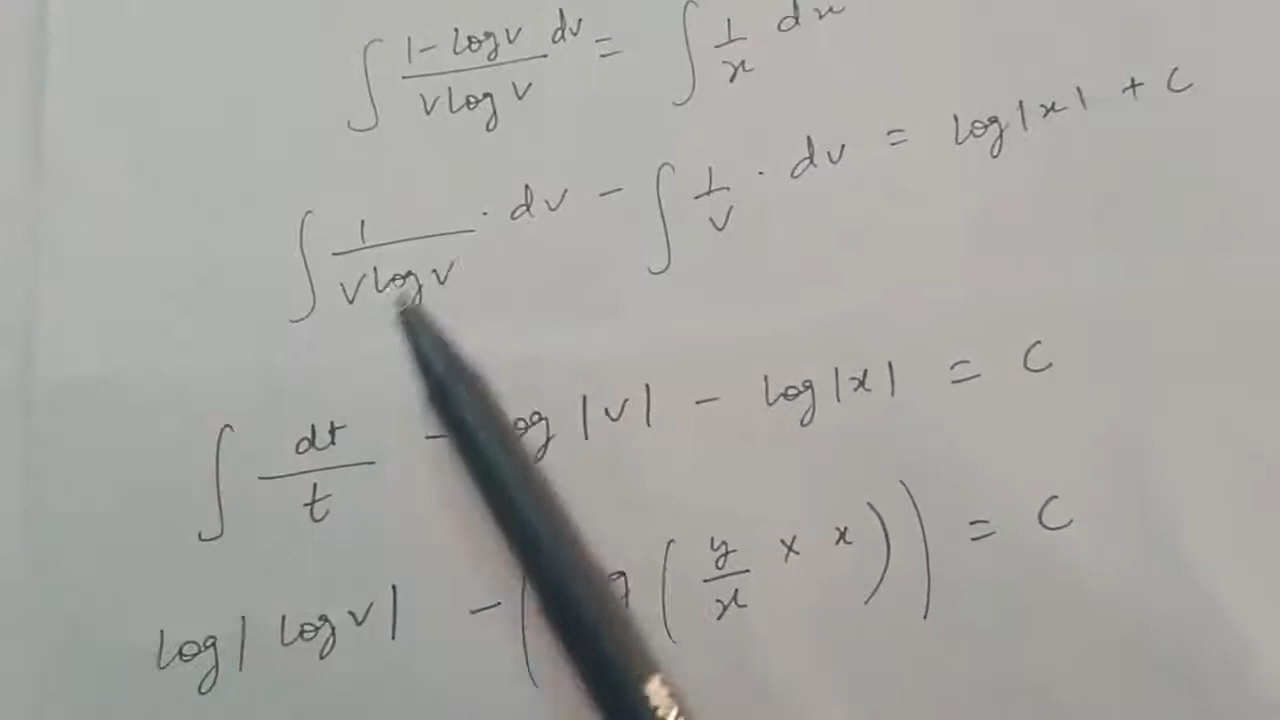 ∫ (1 - log v)/(v log v) dv = ∫ 1/x dx
∫ 1/(v log v) · dv - ∫ 1/v · dv = log|x| + c
∫ dt/t - log|v| - log|x| = c
log|log v| - ( (y/x × x)) = c